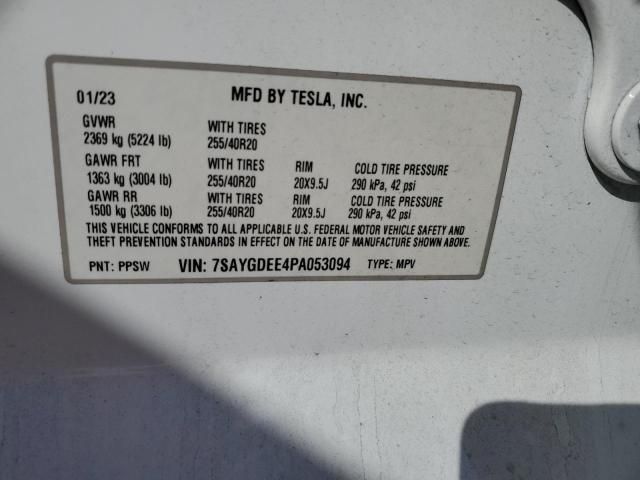 01/23 MFD BY TESLA, INC.
GVWR WITH TIRES
2369 kg (5224 lb) 255/40R20
GAWR FRT WITH TIRES RIM COLD TIRE PRESSURE
1363 kg (3004 lb) 255/40R20 20X9.5J 290 kPa, 42 psi
GAWR RR WITH TIRES RIM COLD TIRE PRESSURE
1500 kg (3306 lb) 255/40R20 20X9.5J 290 kPa, 42 psi
THIS VEHICLE CONFORMS TO ALL APPLICABLE U.S. FEDERAL MOTOR VEHICLE SAFETY AND
THEFT PREVENTION STANDARDS IN EFFECT ON THE DATE OF MANUFACTURE SHOWN ABOVE.
PNT: PPSW VIN: 7SAYGDEE4PA053094 TYPE: MPV